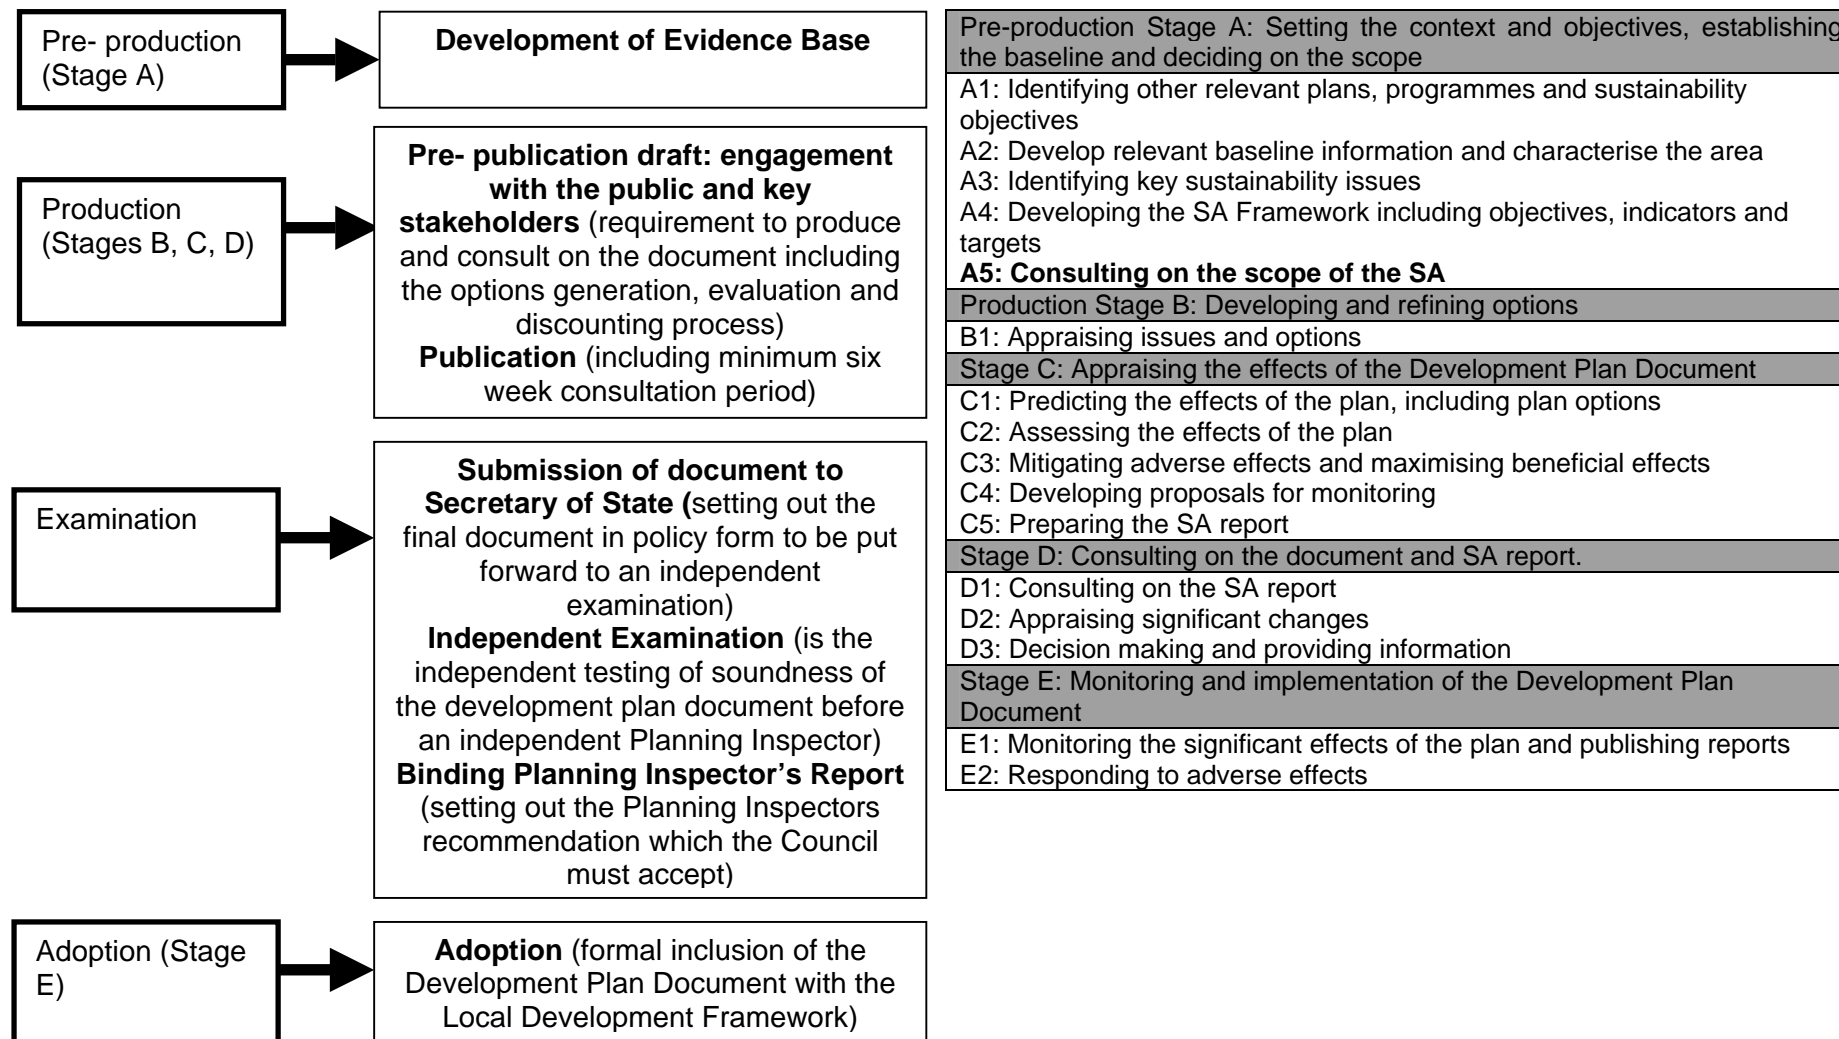 Pre- production
(Stage A)
Development of Evidence Base
Production
(Stages B, C, D)
Pre- publication draft: engagement
with the public and key
stakeholders (requirement to produce
and consult on the document including
the options generation, evaluation and
discounting process)
Publication (including minimum six
week consultation period)
Examination
Submission of document to
Secretary of State (setting out the
final document in policy form to be put
forward to an independent
examination)
Independent Examination (is the
independent testing of soundness of
the development plan document before
an independent Planning Inspector)
Binding Planning Inspector’s Report
(setting out the Planning Inspectors
recommendation which the Council
must accept)
Adoption (Stage
E)
Adoption (formal inclusion of the
Development Plan Document with the
Local Development Framework)
Pre-production Stage A: Setting the context and objectives, establishing
the baseline and deciding on the scope
A1: Identifying other relevant plans, programmes and sustainability
objectives
A2: Develop relevant baseline information and characterise the area
A3: Identifying key sustainability issues
A4: Developing the SA Framework including objectives, indicators and
targets
A5: Consulting on the scope of the SA
Production Stage B: Developing and refining options
B1: Appraising issues and options
Stage C: Appraising the effects of the Development Plan Document
C1: Predicting the effects of the plan, including plan options
C2: Assessing the effects of the plan
C3: Mitigating adverse effects and maximising beneficial effects
C4: Developing proposals for monitoring
C5: Preparing the SA report
Stage D: Consulting on the document and SA report.
D1: Consulting on the SA report
D2: Appraising significant changes
D3: Decision making and providing information
Stage E: Monitoring and implementation of the Development Plan
Document
E1: Monitoring the significant effects of the plan and publishing reports
E2: Responding to adverse effects